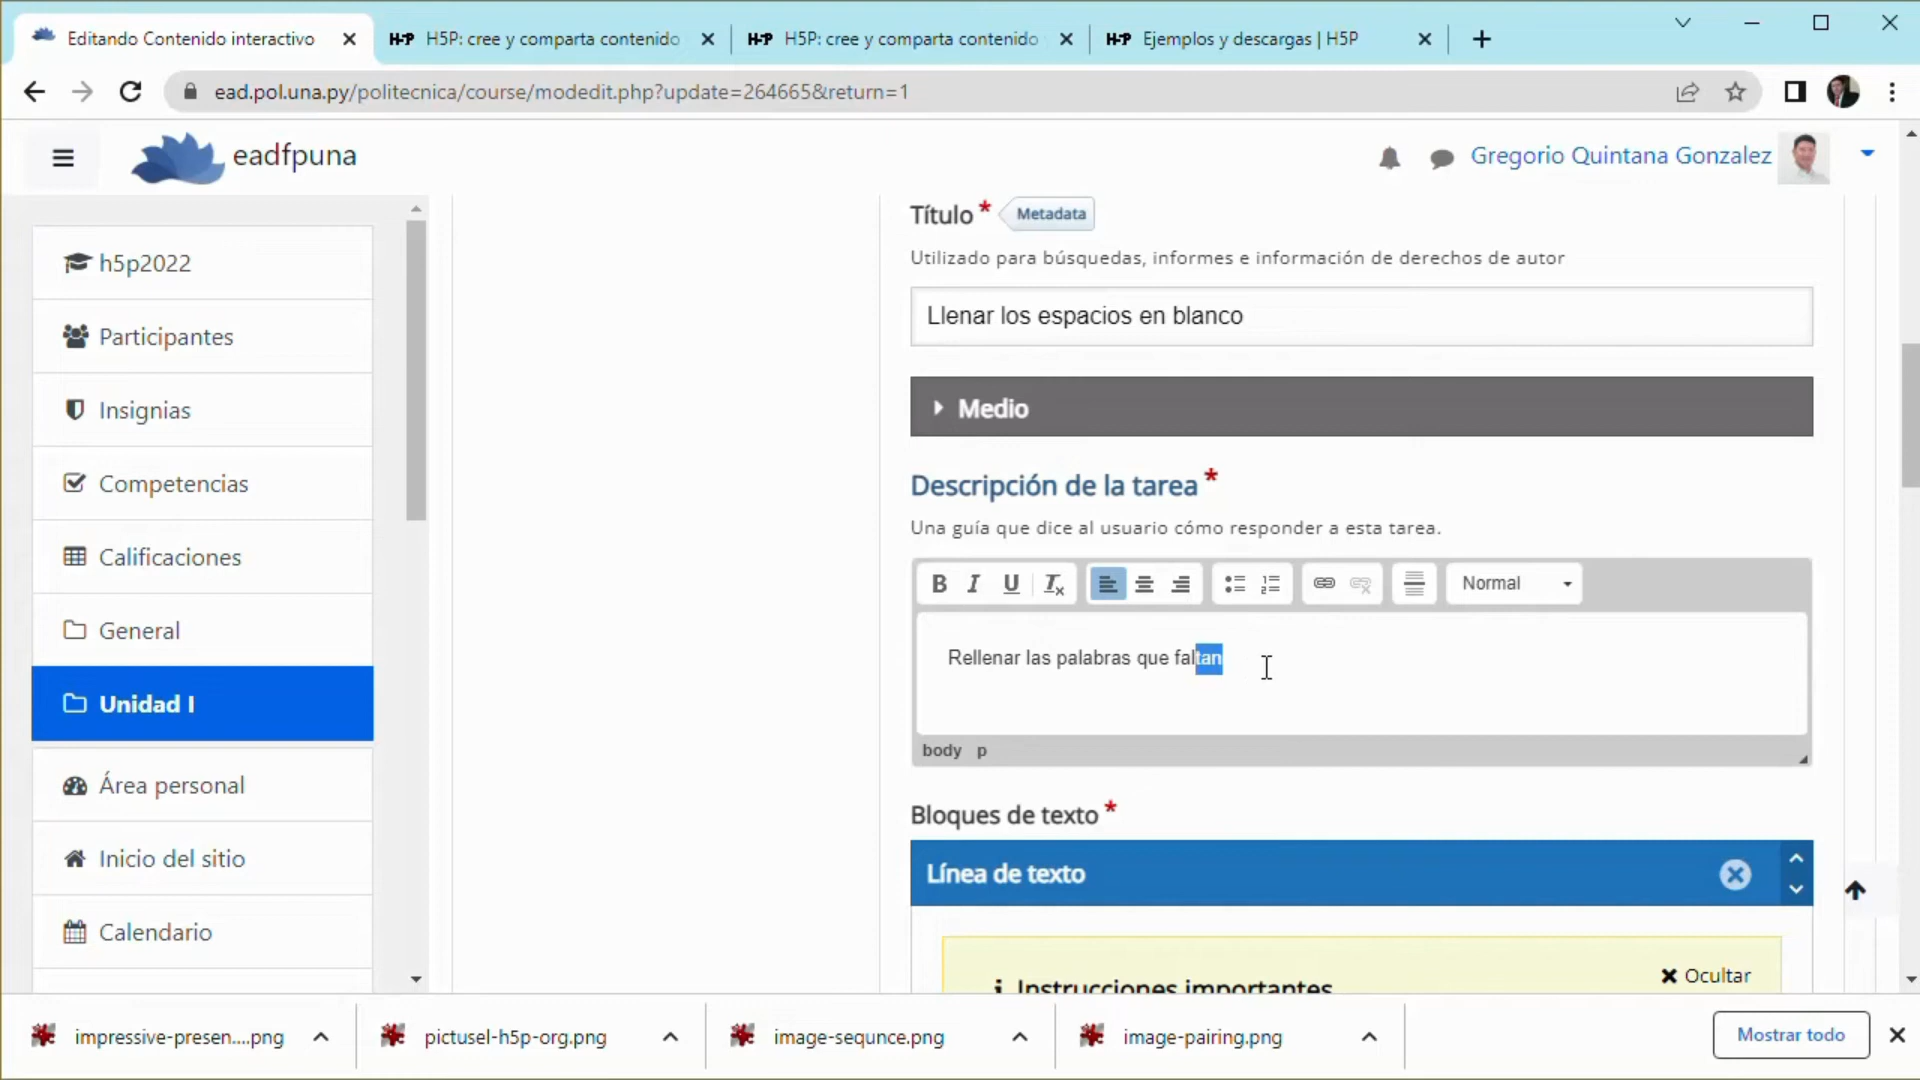 Editando Contenido interactivo
H-P H5P: cree y comparta contenido
H-P H5P: cree y comparta contenido
H-P Ejemplos y descargas | H5P
ead.pol.una.py/politecnica/course/modedit.php?update=264665&return=1
eadfpuna
Gregorio Quintana Gonzalez
h5p2022
Participantes
Insignias
Competencias
Calificaciones
General
Unidad I
Área personal
Inicio del sitio
Calendario
Título * Metadata
Utilizado para búsquedas, informes e información de derechos de autor
Llenar los espacios en blanco
Medio
Descripción de la tarea *
Una guía que dice al usuario cómo responder a esta tarea.
B I U Ix Normal
Rellenar las palabras que faltan
body p
Bloques de texto *
Línea de texto
Ocultar
Instrucciones importantes
impressive-presen....png
pictusel-h5p-org.png
image-sequnce.png
image-pairing.png
Mostrar todo